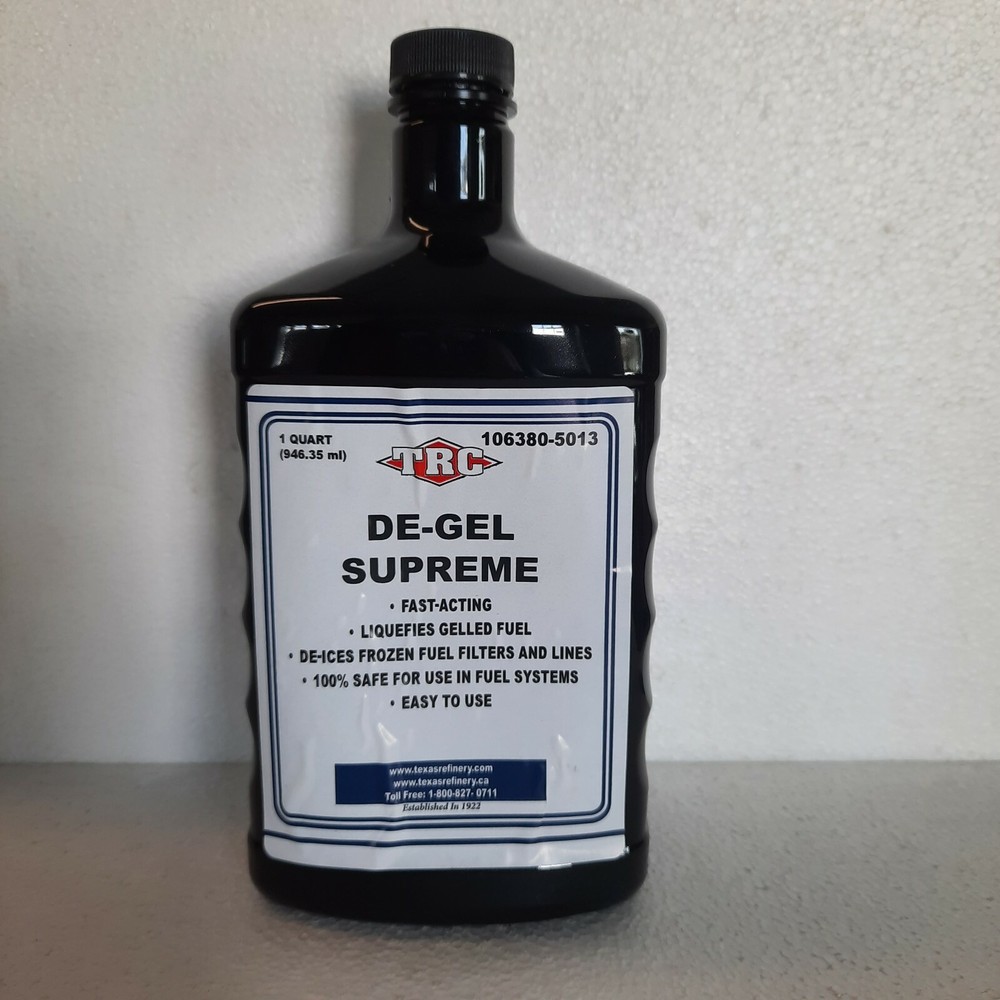 1 QUART
(946.35 ml)
106380-5013
TRC
DE-GEL
SUPREME
• FAST-ACTING
• LIQUEFIES GELLED FUEL
• DE-ICES FROZEN FUEL FILTERS AND LINES
• 100% SAFE FOR USE IN FUEL SYSTEMS
• EASY TO USE
www.texasrefinery.com
www.texasrefinery.ca
Toll Free: 1-800-827- 0711
Established In 1922